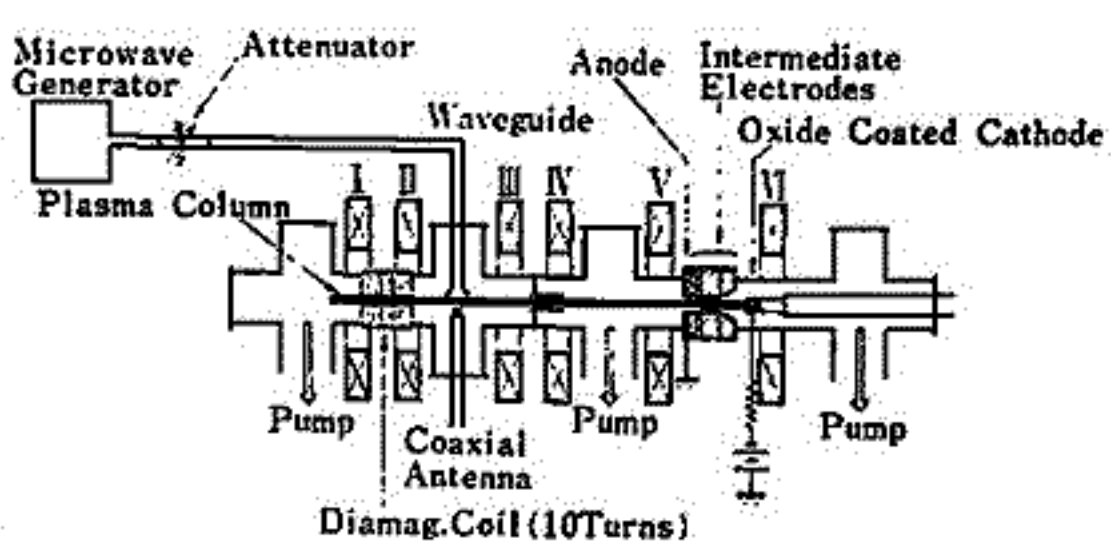 Microwave
Generator
Attenuator
Waveguide
Anode
Intermediate
Electrodes
Oxide Coated Cathode
Plasma Column
I
II
III
IV
V
VI
Pump
Pump
Pump
Coaxial
Antenna
Diamag.Coil(10Turns)